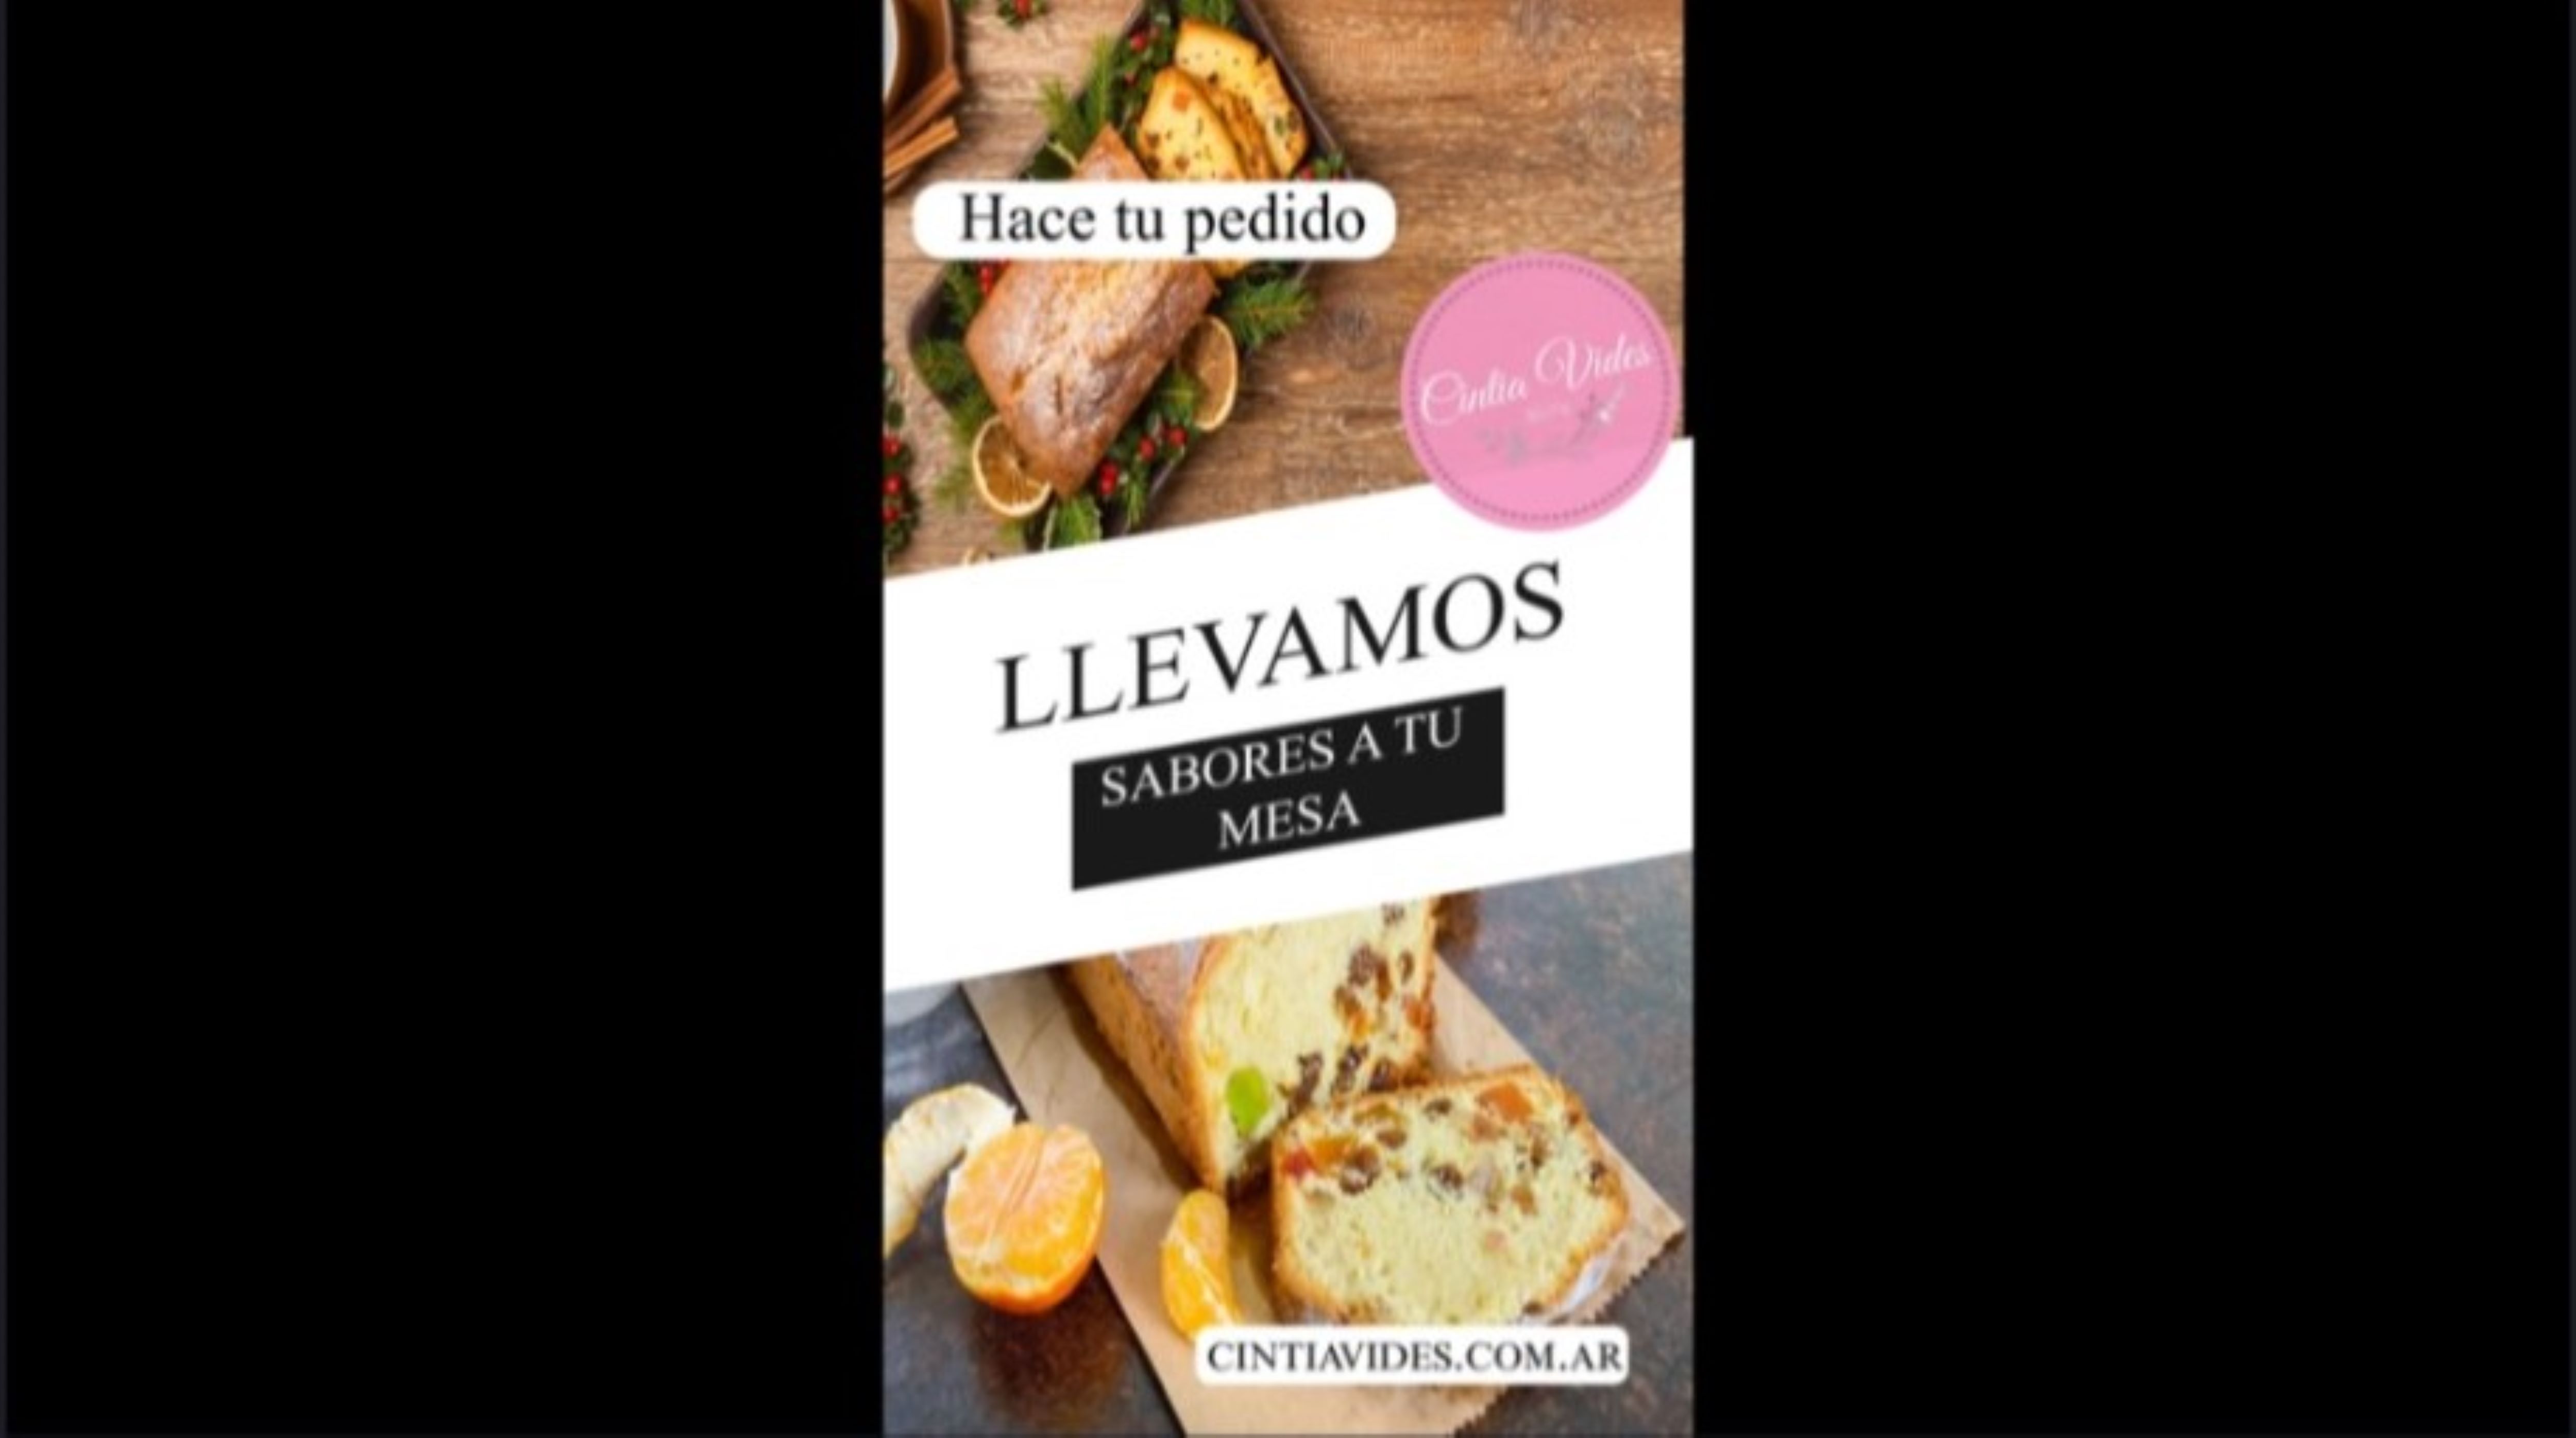 Hace tu pedido
Cintia Vides
LLEVAMOS
SABORES A TU
MESA
CINTIAVIDES.COM.AR